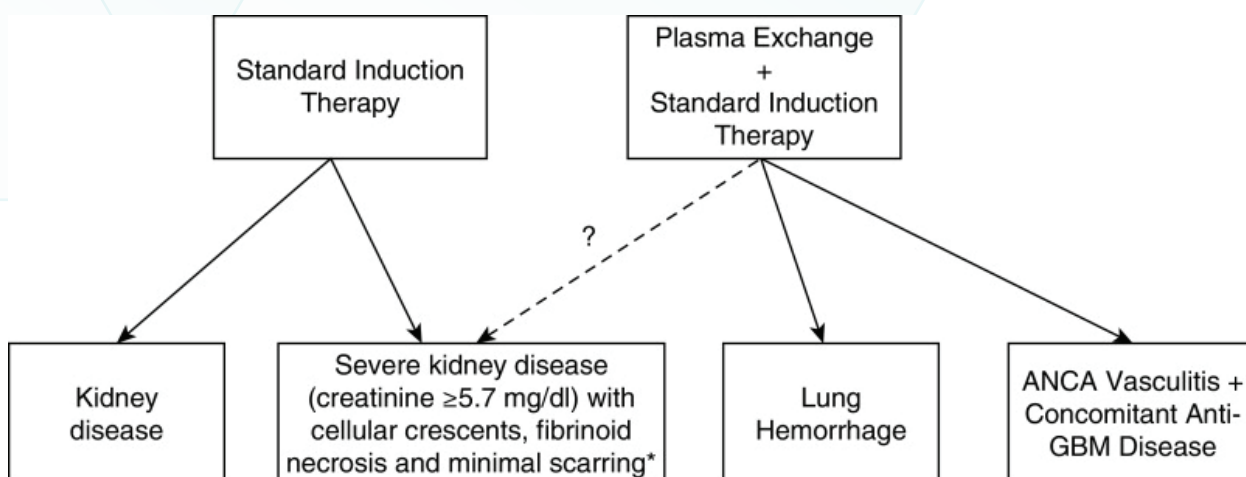 Standard Induction
Therapy
Plasma Exchange
+
Standard Induction
Therapy
?
Kidney
disease
Severe kidney disease
(creatinine ≥5.7 mg/dl) with
cellular crescents, fibrinoid
necrosis and minimal scarring*
Lung
Hemorrhage
ANCA Vasculitis +
Concomitant Anti-
GBM Disease